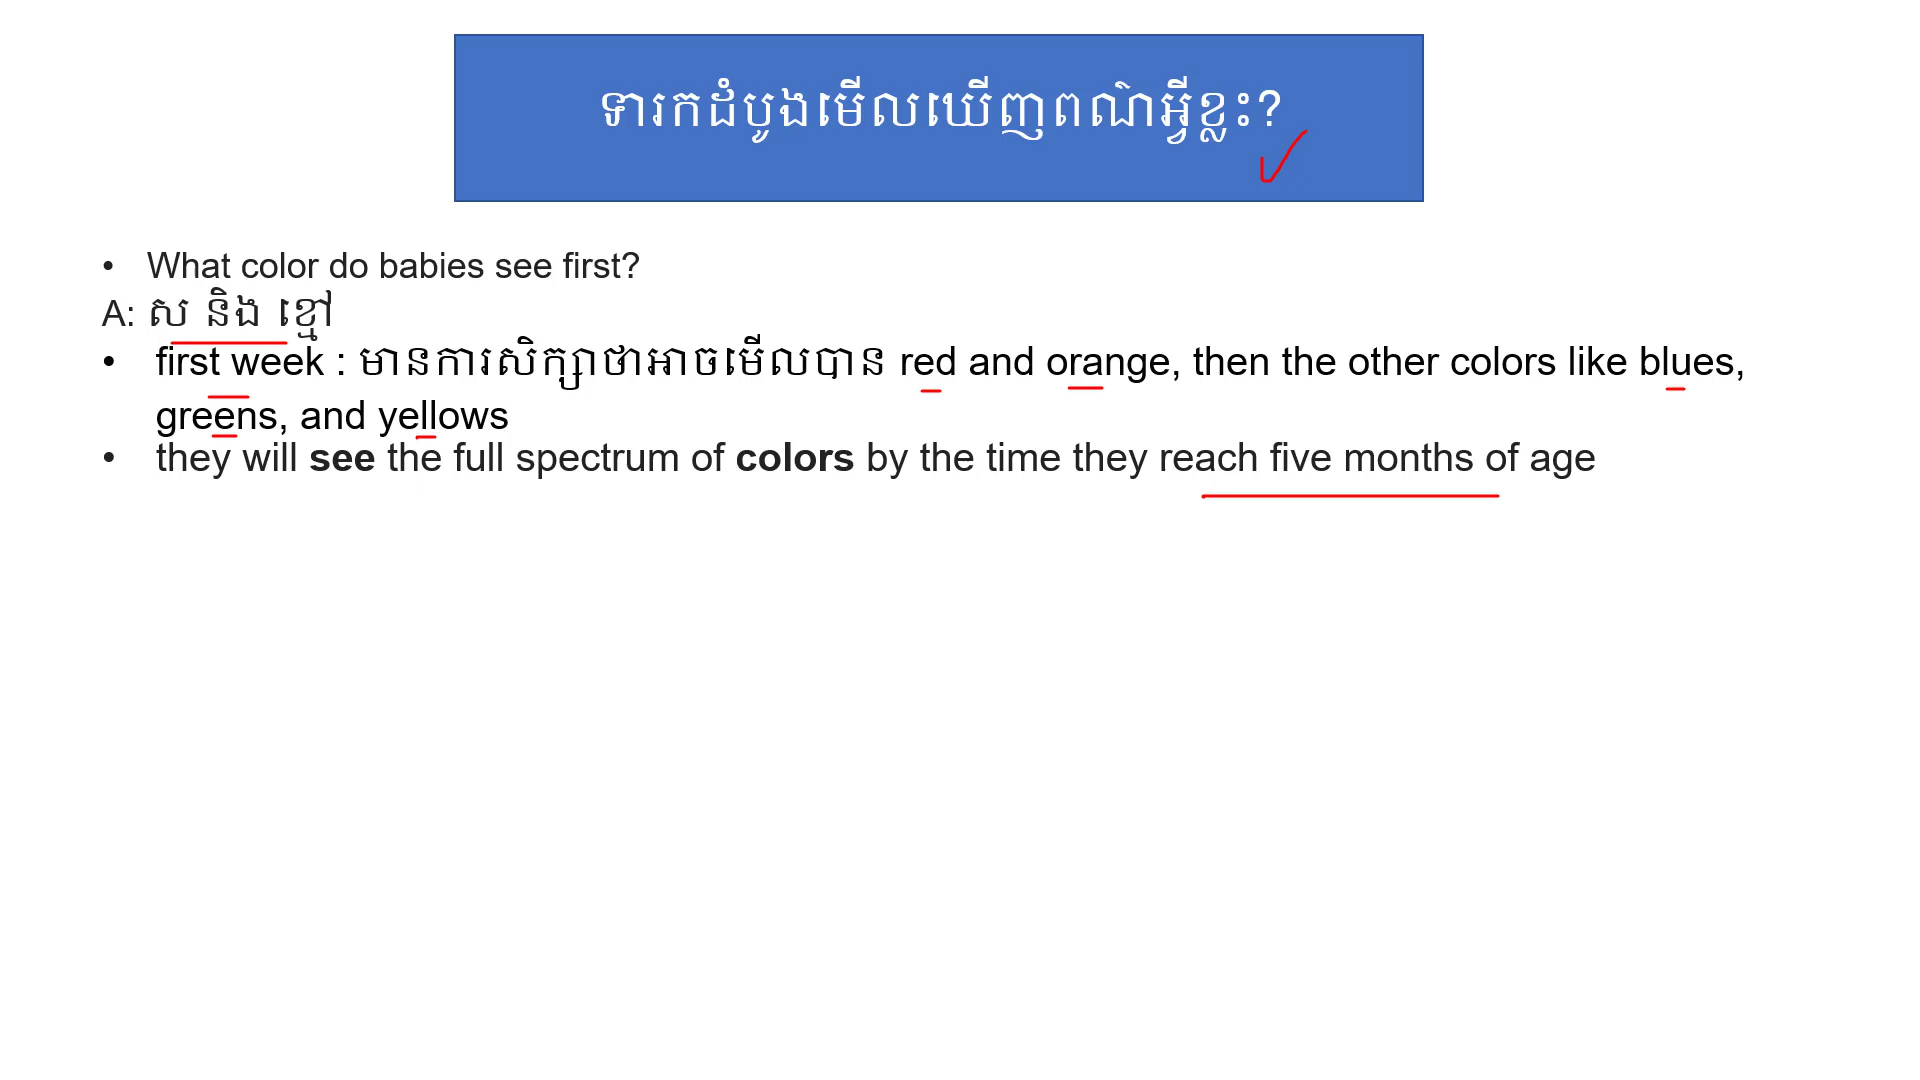 ទារកដំបូងមើលឃើញពណ៌អ្វីខ្លះ?
• What color do babies see first?
A: ស និង ខ្មៅ
• first week : មានការសិក្សាថាអាចមើលបាន red and orange, then the other colors like blues,
greens, and yellows
• they will see the full spectrum of colors by the time they reach five months of age